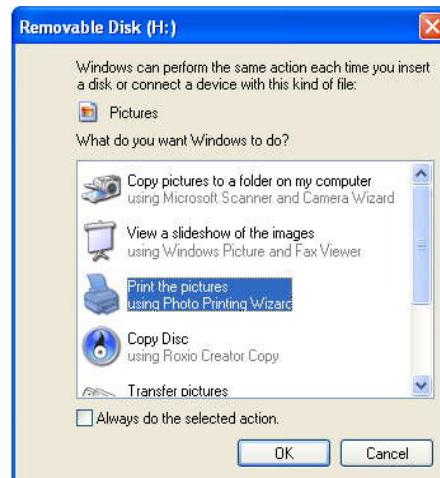 Removable Disk (H:)
Windows can perform the same action each time you insert
a disk or connect a device with this kind of file:
Pictures
What do you want Windows to do?
Copy pictures to a folder on my computer
using Microsoft Scanner and Camera Wizard
View a slideshow of the images
using Windows Picture and Fax Viewer
Print the pictures
using Photo Printing Wizard
Copy Disc
using Roxio Creator Copy
Transfer pictures
Always do the selected action.
OK
Cancel